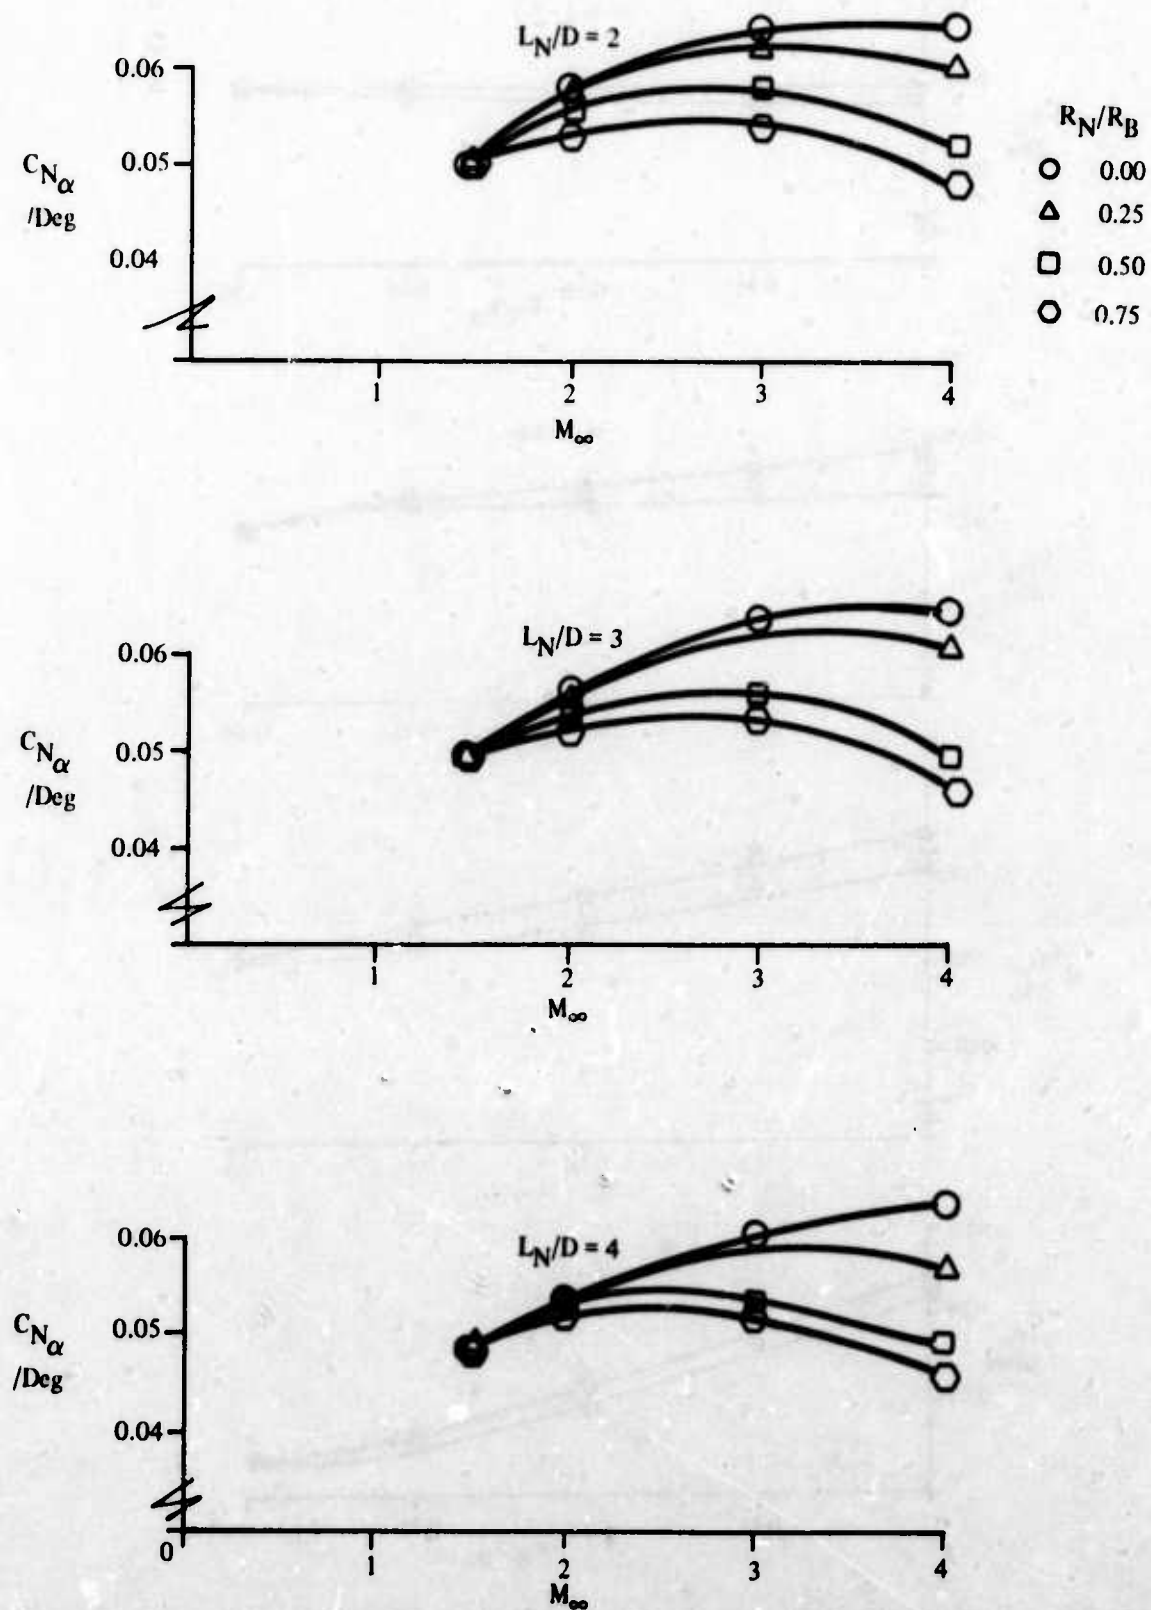 L_N/D = 2
0.06
0.05
0.04
C_Nα
/Deg
1 2 3 4
M∞
R_N/R_B
0.00
0.25
0.50
0.75
L_N/D = 3
0.06
0.05
0.04
C_Nα
/Deg
1 2 3 4
M∞
L_N/D = 4
0.06
0.05
0.04
C_Nα
/Deg
0 1 2 3 4
M∞